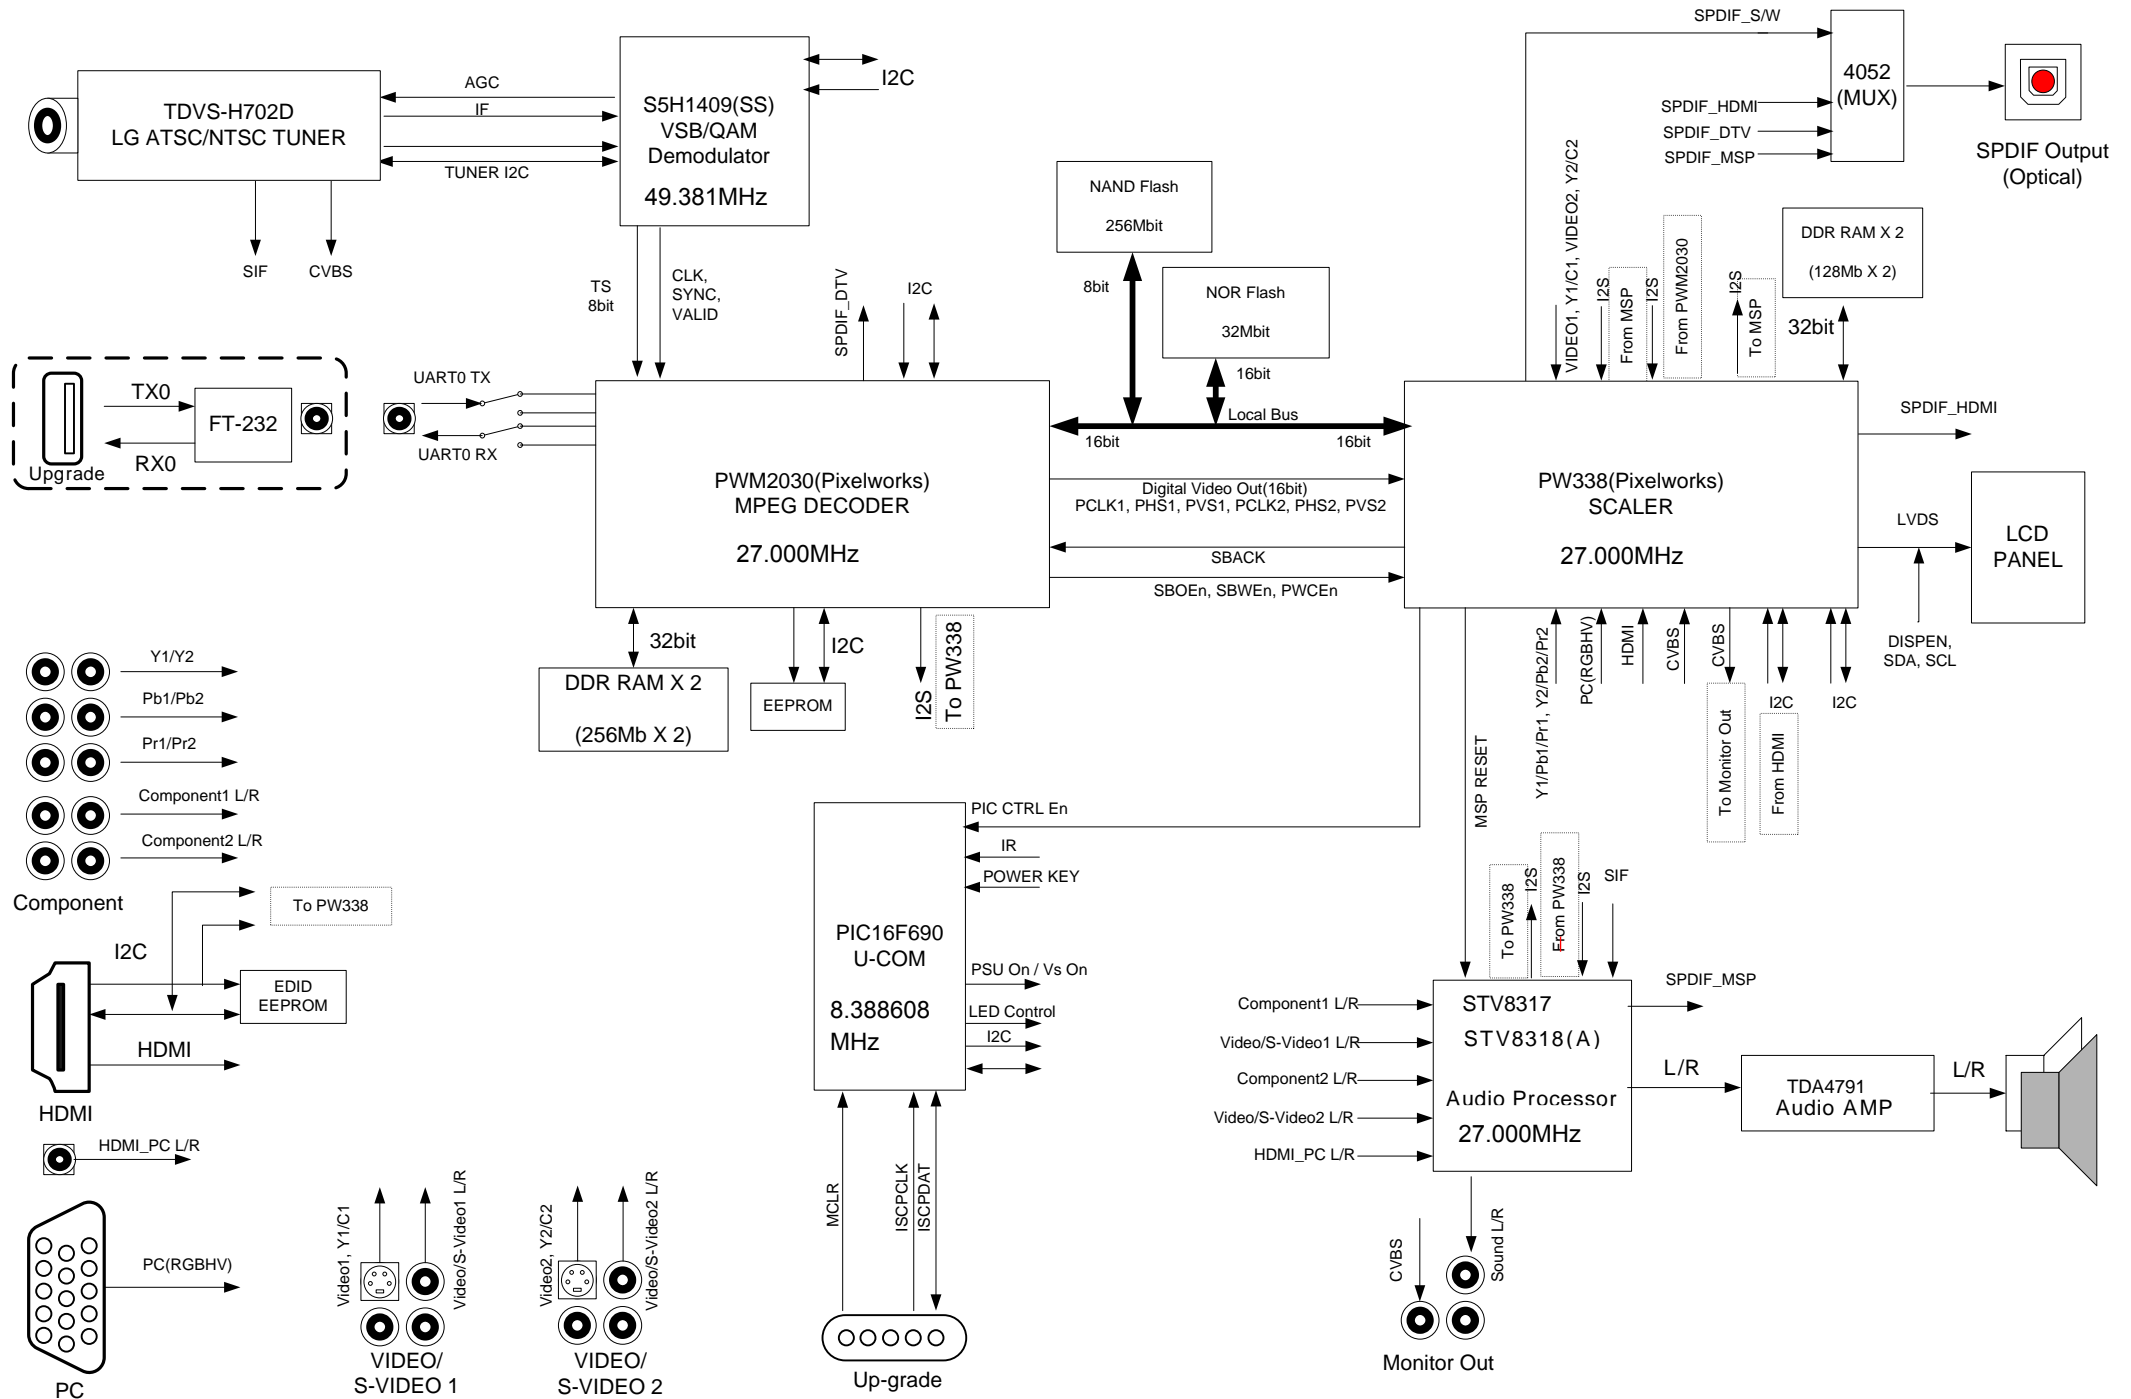 TDVS-H702D
LG ATSC/NTSC TUNER
AGC
IF
TUNER I2C
SIF
CVBS
S5H1409(SS)
VSB/QAM
Demodulator
49.381MHz
I2C
TS
8bit
CLK,
SYNC,
VALID
SPDIF_DTV
I2C
NAND Flash
256Mbit
8bit
NOR Flash
32Mbit
16bit
Local Bus
16bit
16bit
SPDIF_S/W
4052
(MUX)
SPDIF_HDMI
SPDIF_DTV
SPDIF_MSP
SPDIF Output
(Optical)
VIDEO1, Y1/C1, VIDEO2, Y2/C2
I2S
From MSP
I2S
From PWM2030
I2S
To MSP
DDR RAM X 2
(128Mb X 2)
32bit
Upgrade
TX0
RX0
FT-232
UART0 TX
UART0 RX
PWM2030(Pixelworks)
MPEG DECODER
27.000MHz
Digital Video Out(16bit)
PCLK1, PHS1, PVS1, PCLK2, PHS2, PVS2
SBACK
SBOEn, SBWEn, PWCEn
PW338(Pixelworks)
SCALER
27.000MHz
SPDIF_HDMI
LVDS
LCD
PANEL
DISPEN,
SDA, SCL
32bit
DDR RAM X 2
(256Mb X 2)
I2C
EEPROM
I2S
To PW338
MSP RESET
Y1/Pb1/Pr1, Y2/Pb2/Pr2
PC(RGBHV)
HDMI
CVBS
CVBS
To Monitor Out
I2C
From HDMI
I2C
Y1/Y2
Pb1/Pb2
Pr1/Pr2
Component1 L/R
Component2 L/R
Component
To PW338
I2C
EDID
EEPROM
HDMI
HDMI
HDMI_PC L/R
PC(RGBHV)
PC
Video1, Y1/C1
Video/S-Video1 L/R
VIDEO/
S-VIDEO 1
Video2, Y2/C2
Video/S-Video2 L/R
VIDEO/
S-VIDEO 2
PIC16F690
U-COM
8.388608
MHz
PIC CTRL En
IR
POWER KEY
PSU On / Vs On
LED Control
I2C
MCLR
ISCPCLK
ISCPDAT
Up-grade
To PW338
I2S
From PW338
I2S
SIF
STV8317
STV8318(A)
Audio Processor
27.000MHz
Component1 L/R
Video/S-Video1 L/R
Component2 L/R
Video/S-Video2 L/R
HDMI_PC L/R
SPDIF_MSP
L/R
TDA4791
Audio AMP
L/R
CVBS
Sound L/R
Monitor Out